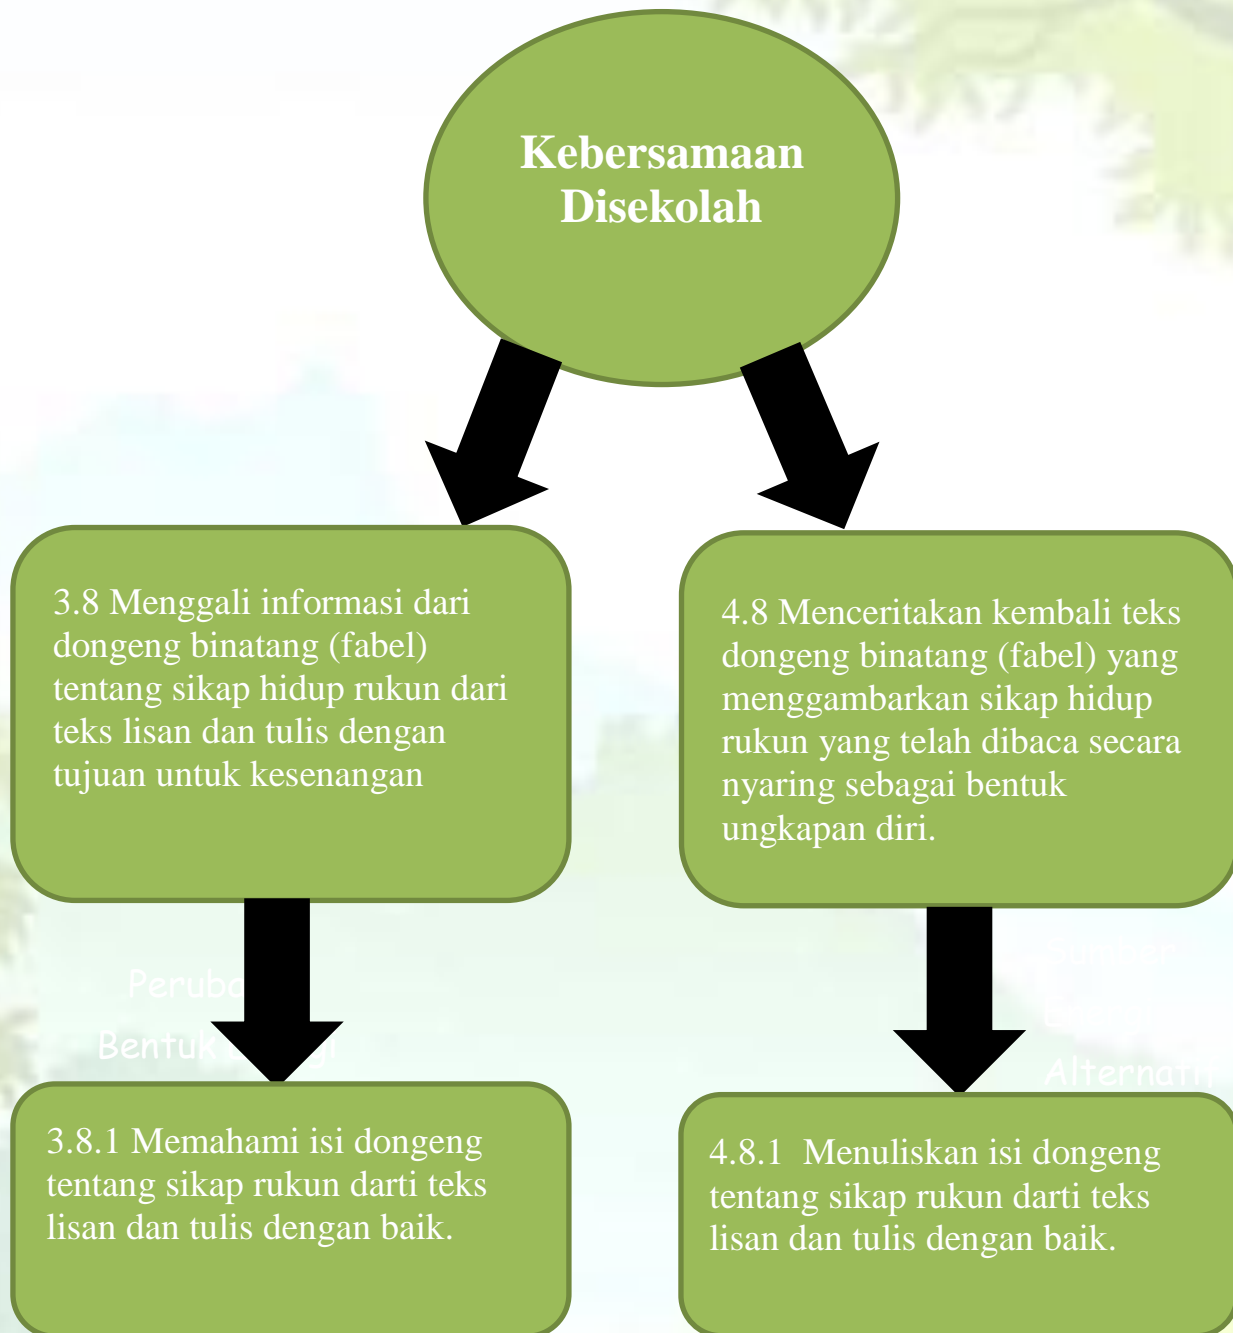 Kebersamaan
Disekolah
3.8 Menggali informasi dari
dongeng binatang (fabel)
tentang sikap hidup rukun dari
teks lisan dan tulis dengan
tujuan untuk kesenangan
4.8 Menceritakan kembali teks
dongeng binatang (fabel) yang
menggambarkan sikap hidup
rukun yang telah dibaca secara
nyaring sebagai bentuk
ungkapan diri.
Sumber
Bentuk
Alternatif
3.8.1 Memahami isi dongeng
tentang sikap rukun darti teks
lisan dan tulis dengan baik.
4.8.1 Menuliskan isi dongeng
tentang sikap rukun darti teks
lisan dan tulis dengan baik.